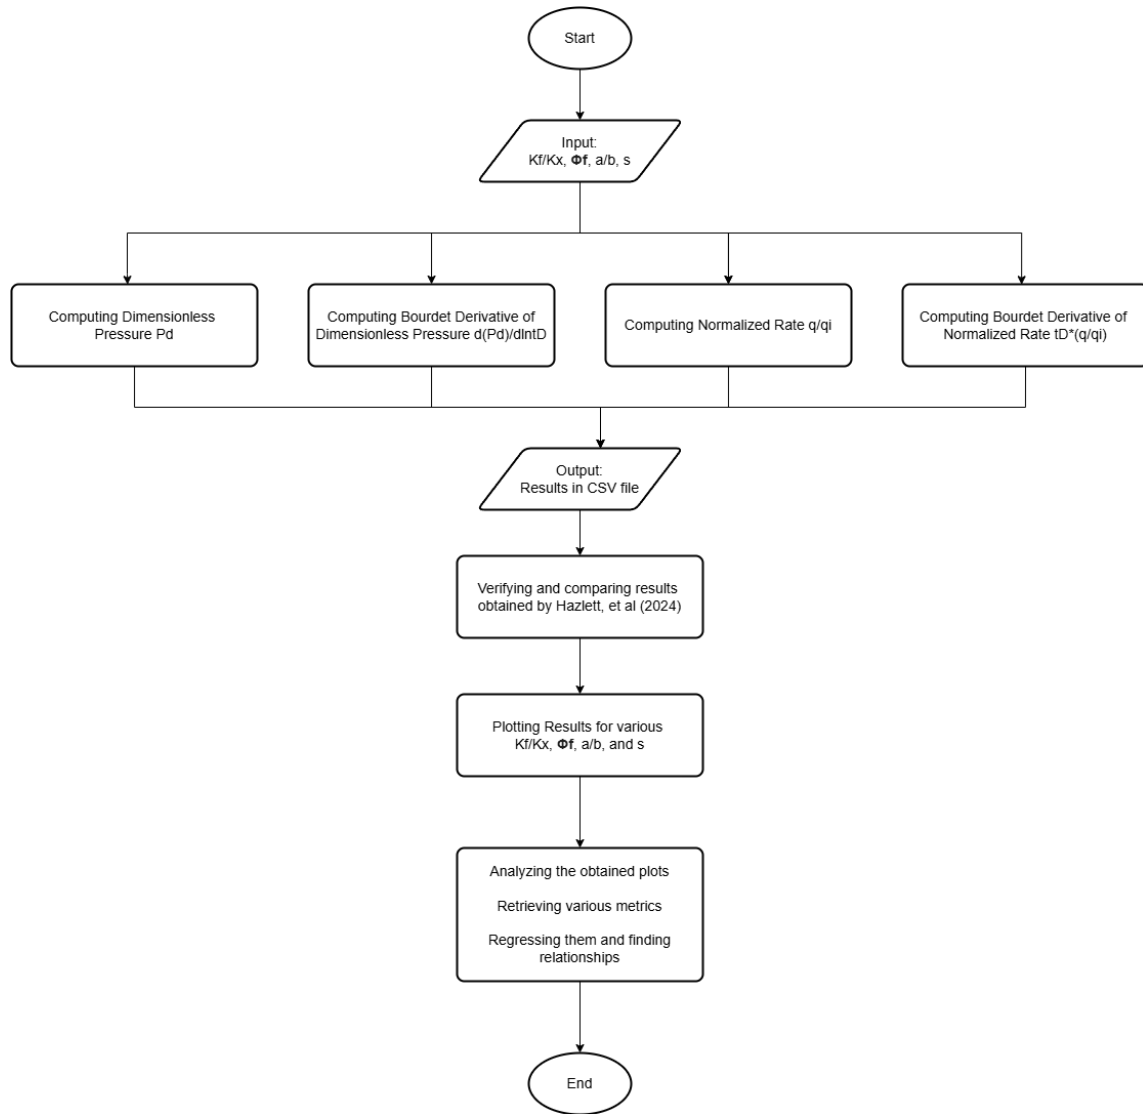 Start
Input:
Kf/Kx, Φf, a/b, s
Computing Dimensionless
Pressure Pd
Computing Bourdet Derivative of
Dimensionless Pressure d(Pd)/dlntD
Computing Normalized Rate q/qi
Computing Bourdet Derivative of
Normalized Rate tD*(q/qi)
Output:
Results in CSV file
Verifying and comparing results
obtained by Hazlett, et al (2024)
Plotting Results for various
Kf/Kx, Φf, a/b, and s
Analyzing the obtained plots
Retrieving various metrics
Regressing them and finding
relationships
End